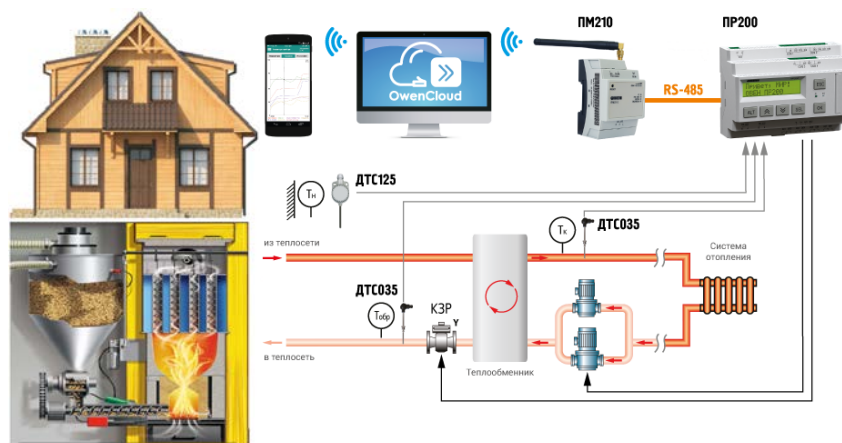 ПМ210
ПР200
OwenCloud
RS-485
ДТС125
Tн
ДТС035
Tк
из теплосети
Система
отопления
ДТС035
КЗР
Y
Tобр
в теплосеть
Теплообменник